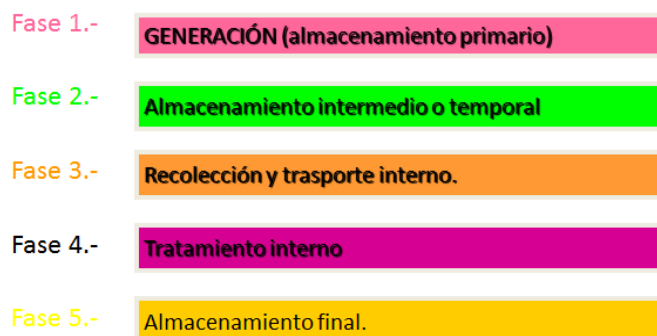 Fase 1.- GENERACIÓN (almacenamiento primario)
Fase 2.- Almacenamiento intermedio o temporal
Fase 3.- Recolección y trasporte interno.
Fase 4.- Tratamiento interno
Fase 5.- Almacenamiento final.